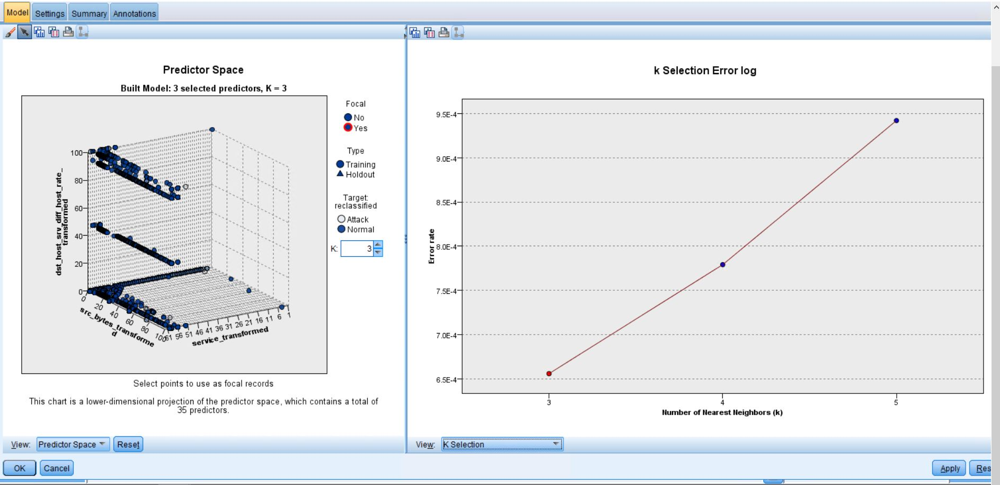 Model
Settings
Summary
Annotations
Predictor Space
Built Model: 3 selected predictors, K = 3
Focal
No
Yes
Type
Training
Holdout
Target:
reclassified
Attack
Normal
K: 3
dst_host_srv_diff_host_rate_
transformed
100
80
60
40
20
0
0
20
40
60
80
100
src_bytes_transforme
d
61 56 51 46 41 36 31 26 21 16 11 6 1
service_transformed
Select points to use as focal records
This chart is a lower-dimensional projection of the predictor space, which contains a total of
35 predictors.
View: Predictor Space
Reset
k Selection Error log
Error rate
9.5E-4
9.0E-4
8.5E-4
8.0E-4
7.5E-4
7.0E-4
6.5E-4
3 4 5
Number of Nearest Neighbors (k)
View: K Selection
OK
Cancel
Apply
Res